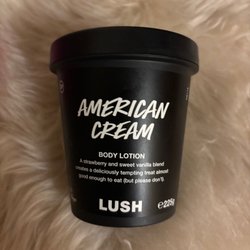 AMERICAN
CREAM
BODY LOTION
A strawberry and sweet vanilla blend
creates a deliciously tempting treat almost
good enough to eat (but please don't).
LUSH
e225g